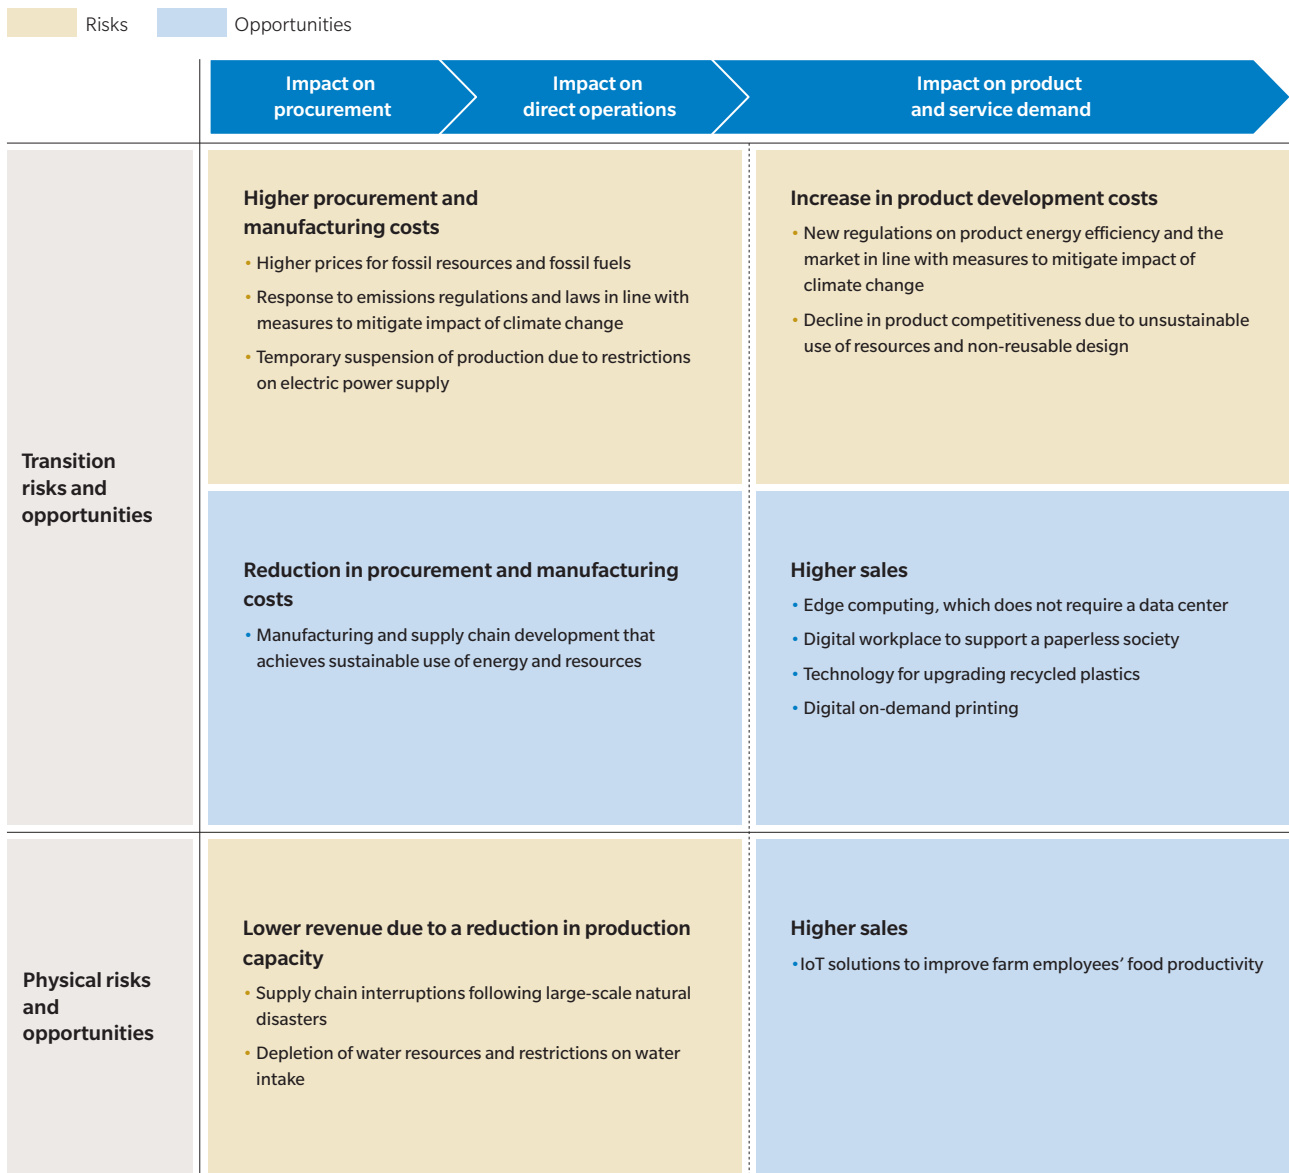 Risks
Opportunities
Impact on
procurement
Impact on
direct operations
Impact on product
and service demand
Transition
risks and
opportunities
Higher procurement and
manufacturing costs
• Higher prices for fossil resources and fossil fuels
• Response to emissions regulations and laws in line with
measures to mitigate impact of climate change
• Temporary suspension of production due to restrictions
on electric power supply
Increase in product development costs
• New regulations on product energy efficiency and the
market in line with measures to mitigate impact of
climate change
• Decline in product competitiveness due to unsustainable
use of resources and non-reusable design
Reduction in procurement and manufacturing
costs
• Manufacturing and supply chain development that
achieves sustainable use of energy and resources
Higher sales
• Edge computing, which does not require a data center
• Digital workplace to support a paperless society
• Technology for upgrading recycled plastics
• Digital on-demand printing
Physical risks
and
opportunities
Lower revenue due to a reduction in production
capacity
• Supply chain interruptions following large-scale natural
disasters
• Depletion of water resources and restrictions on water
intake
Higher sales
•IoT solutions to improve farm employees’ food productivity